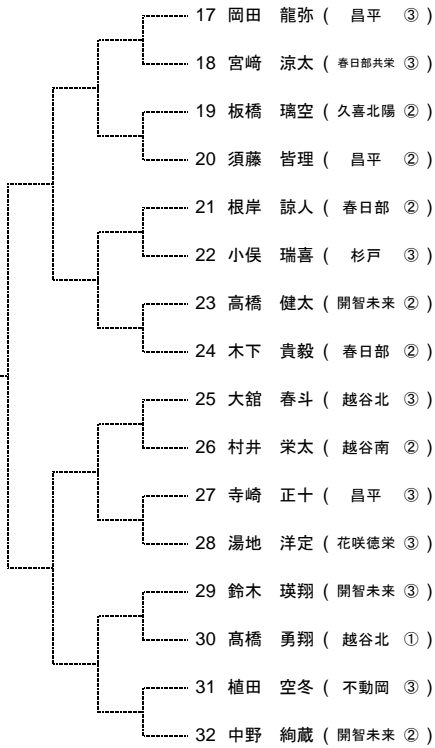 17 岡田 龍弥 ( 昌平 ③ )
18 宮﨑 涼太 ( 春日部共栄 ③ )
19 板橋 璃空 ( 久喜北陽 ② )
20 須藤 皆理 ( 昌平 ② )
21 根岸 諒人 ( 春日部 ② )
22 小俣 瑞喜 ( 杉戸 ③ )
23 高橋 健太 ( 開智未来 ② )
24 木下 貴毅 ( 春日部 ② )
25 大舘 春斗 ( 越谷北 ③ )
26 村井 栄太 ( 越谷南 ② )
27 寺崎 正十 ( 昌平 ③ )
28 湯地 洋定 ( 花咲徳栄 ③ )
29 鈴木 瑛翔 ( 開智未来 ③ )
30 髙橋 勇翔 ( 越谷北 ① )
31 植田 空冬 ( 不動岡 ③ )
32 中野 絢蔵 ( 開智未来 ② )